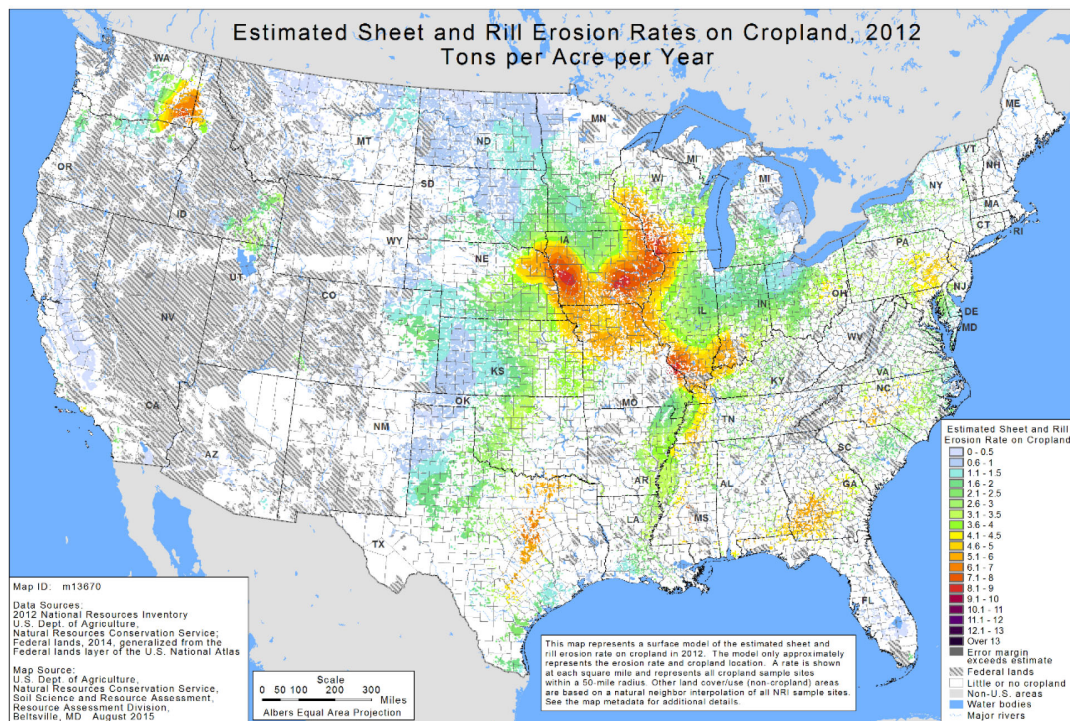 Estimated Sheet and Rill Erosion Rates on Cropland, 2012
Tons per Acre per Year
WA
MT
ND
MN
ME
OR
ID
SD
WI
MI
MI
VT
NH
NY
MA
CT
RI
WY
IA
NE
PA
NJ
NV
UT
CO
IL
IN
OH
DE
MD
WV
VA
CA
KS
MO
KY
NC
AZ
NM
OK
TN
SC
AR
AL
GA
TX
LA
MS
FL
Estimated Sheet and Rill
Erosion Rate on Cropland
0 - 0.5
0.6 - 1
1.1 - 1.5
1.6 - 2
2.1 - 2.5
2.6 - 3
3.1 - 3.5
3.6 - 4
4.1 - 4.5
4.6 - 5
5.1 - 6
6.1 - 7
7.1 - 8
8.1 - 9
9.1 - 10
10.1 - 11
11.1 - 12
12.1 - 13
Over 13
Error margin
exceeds estimate
Federal lands
Little or no cropland
Non-U.S. areas
Water bodies
Major rivers
Map ID: m13670
Data Sources:
2012 National Resources Inventory
U.S. Dept. of Agriculture,
Natural Resources Conservation Service;
Federal lands, 2014, generalized from the
Federal lands layer of the U.S. National Atlas
Map Source:
U.S. Dept. of Agriculture,
Natural Resources Conservation Service,
Soil Science and Resource Assessment,
Resource Assessment Division,
Beltsville, MD August 2015
Scale
0 50 100 200 300
Miles
Albers Equal Area Projection
This map represents a surface model of the estimated sheet and
rill erosion rate on cropland in 2012. The model only approximately
represents the erosion rate and cropland location. A rate is shown
at each square mile and represents all cropland sample sites
within a 50-mile radius. Other land cover/use (non-cropland) areas
are based on a natural neighbor interpolation of all NRI sample sites.
See the map metadata for additional details.